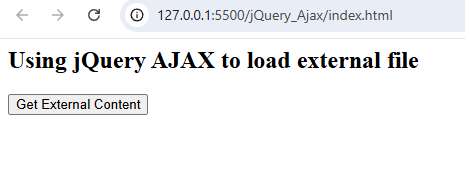 127.0.0.1:5500/jQuery_Ajax/index.html
Using jQuery AJAX to load external file
Get External Content